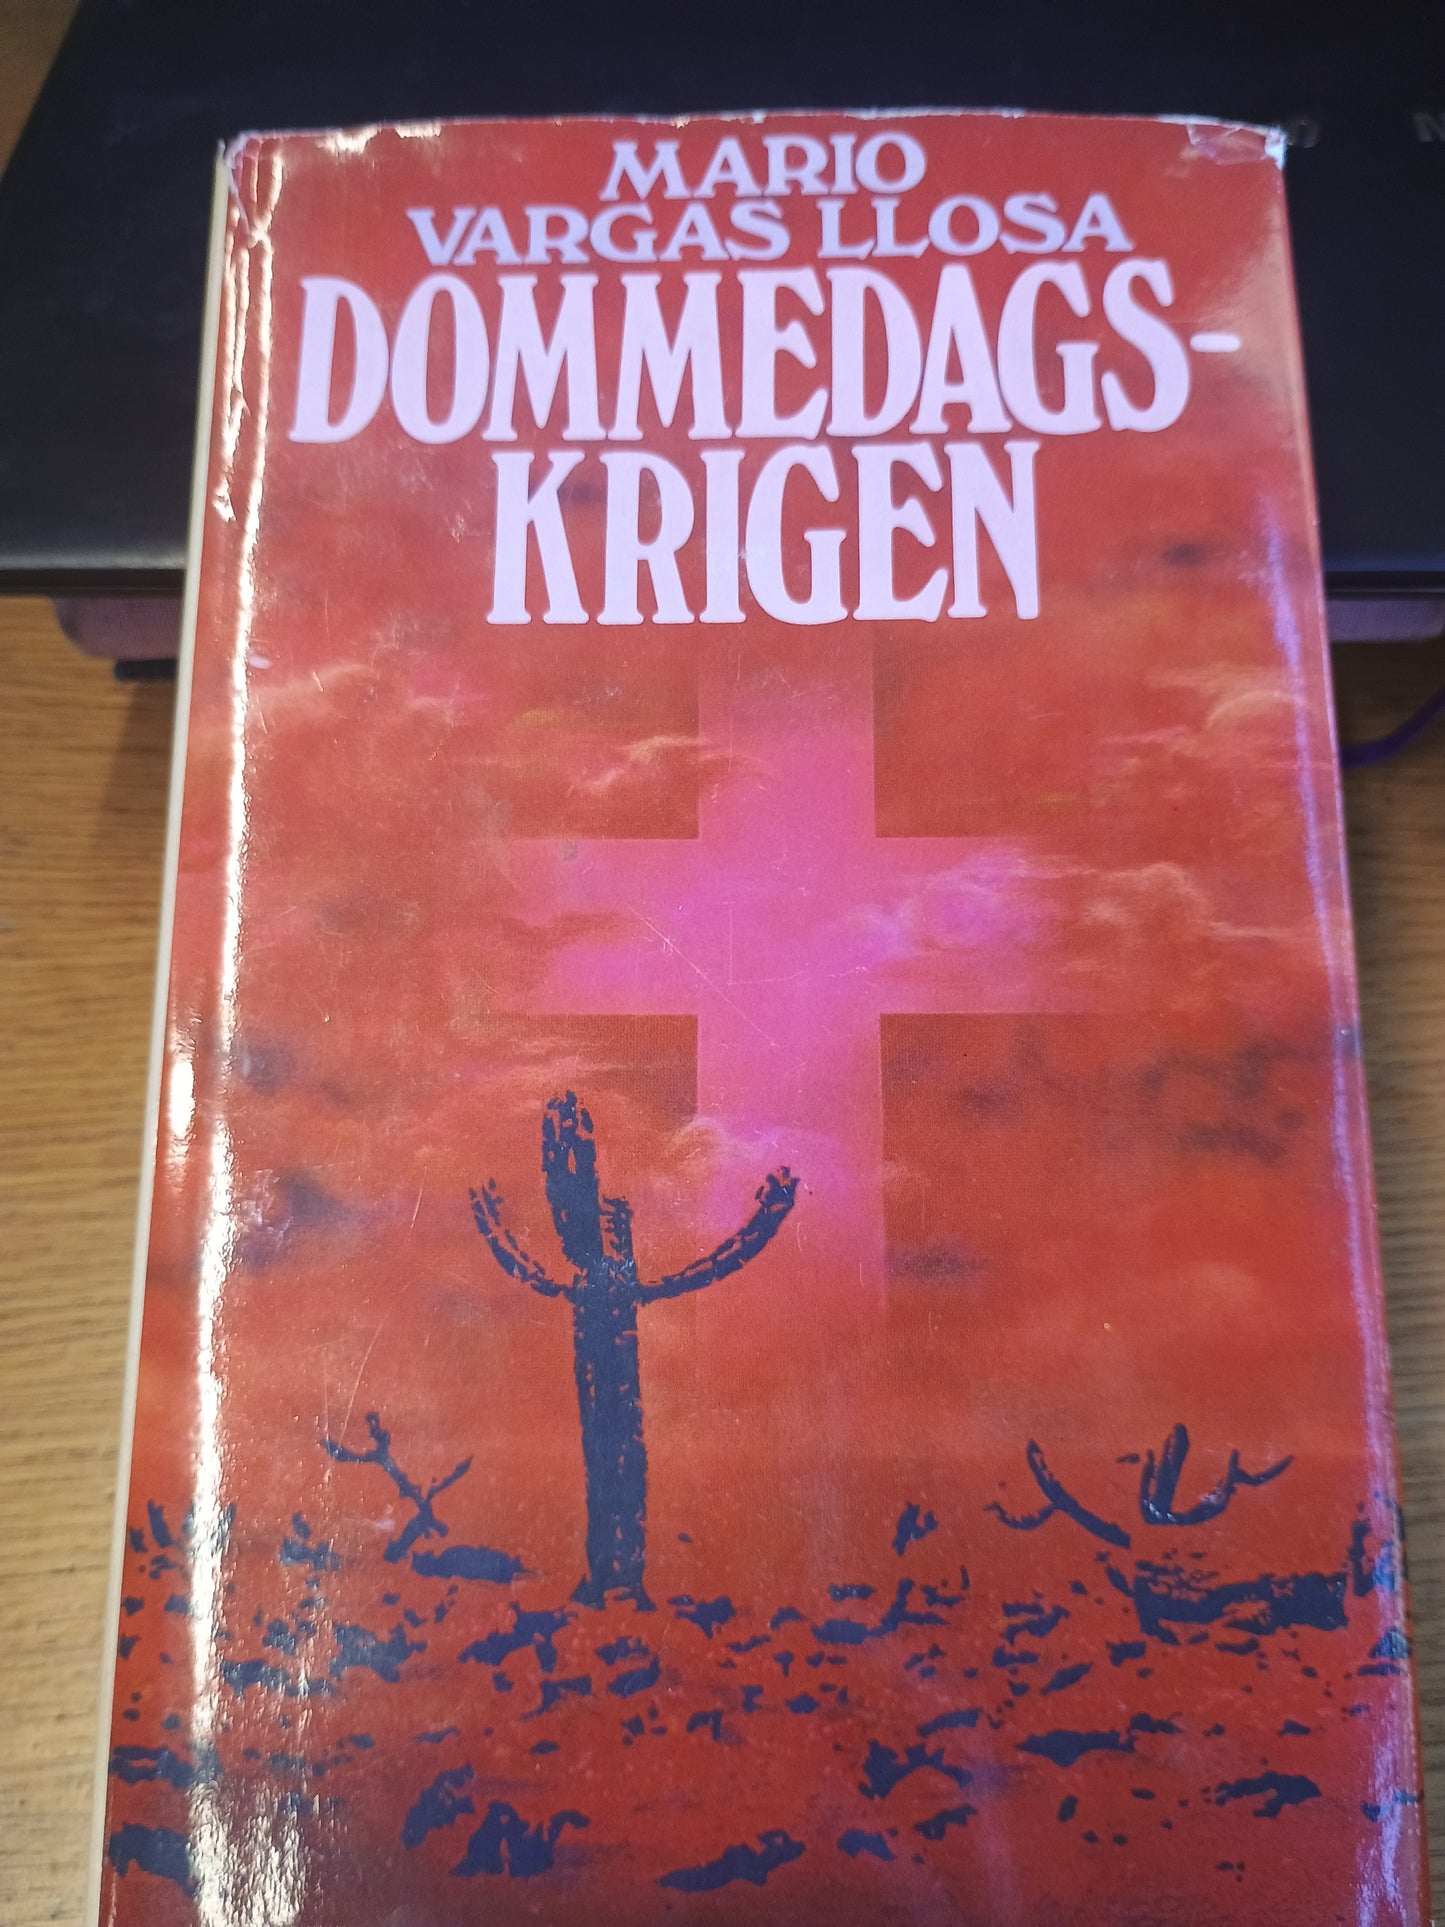 MARIO
VARGAS LLOSA
DOMMEDAGS-
KRIGEN